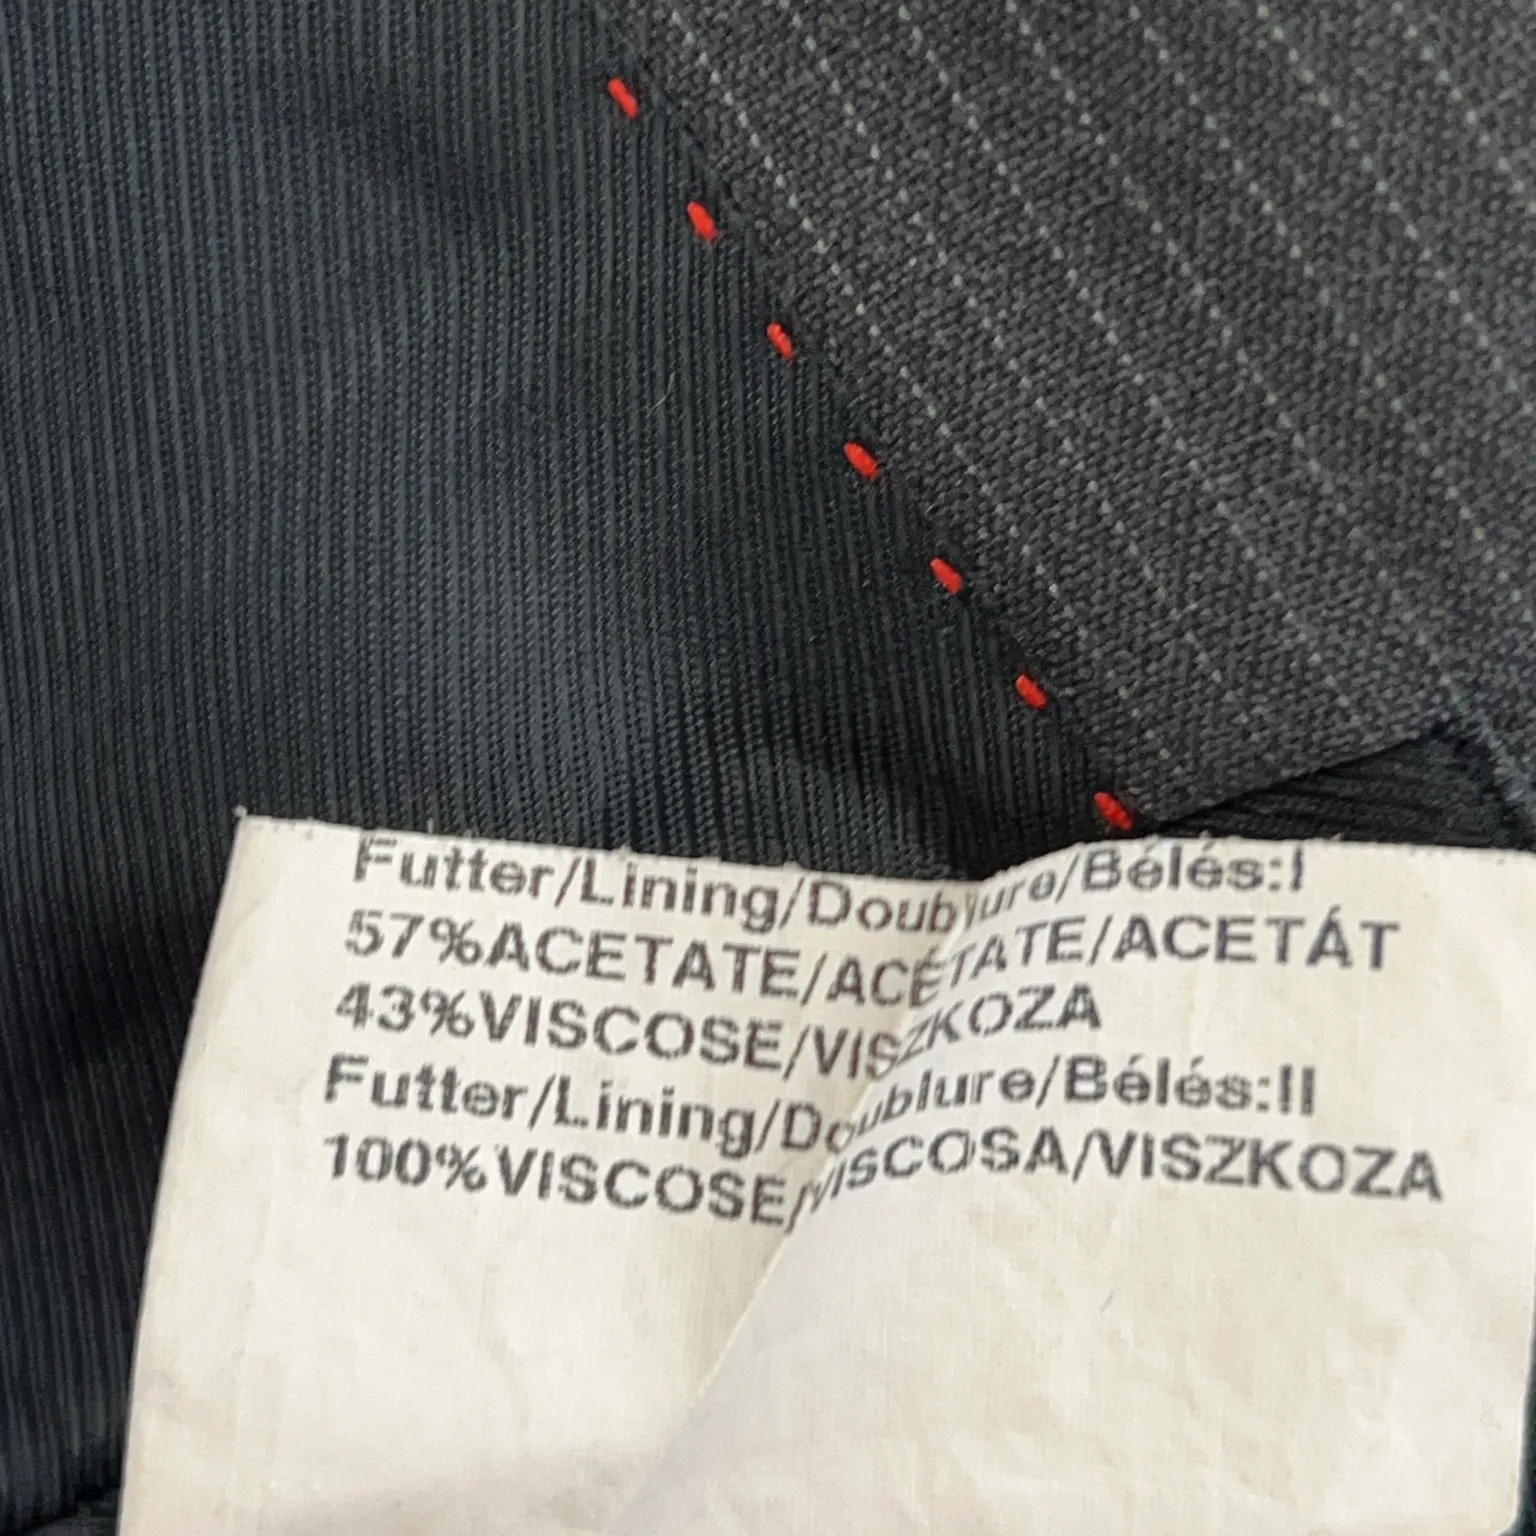 Futter/Lining/Doublure/Bélés:I
57%ACETATE/ACÉTATE/ACETÁT
43%VISCOSE/VISZKOZA
Futter/Lining/Doublure/Bélés:II
100%VISCOSE/VISCOSA/VISZKOZA